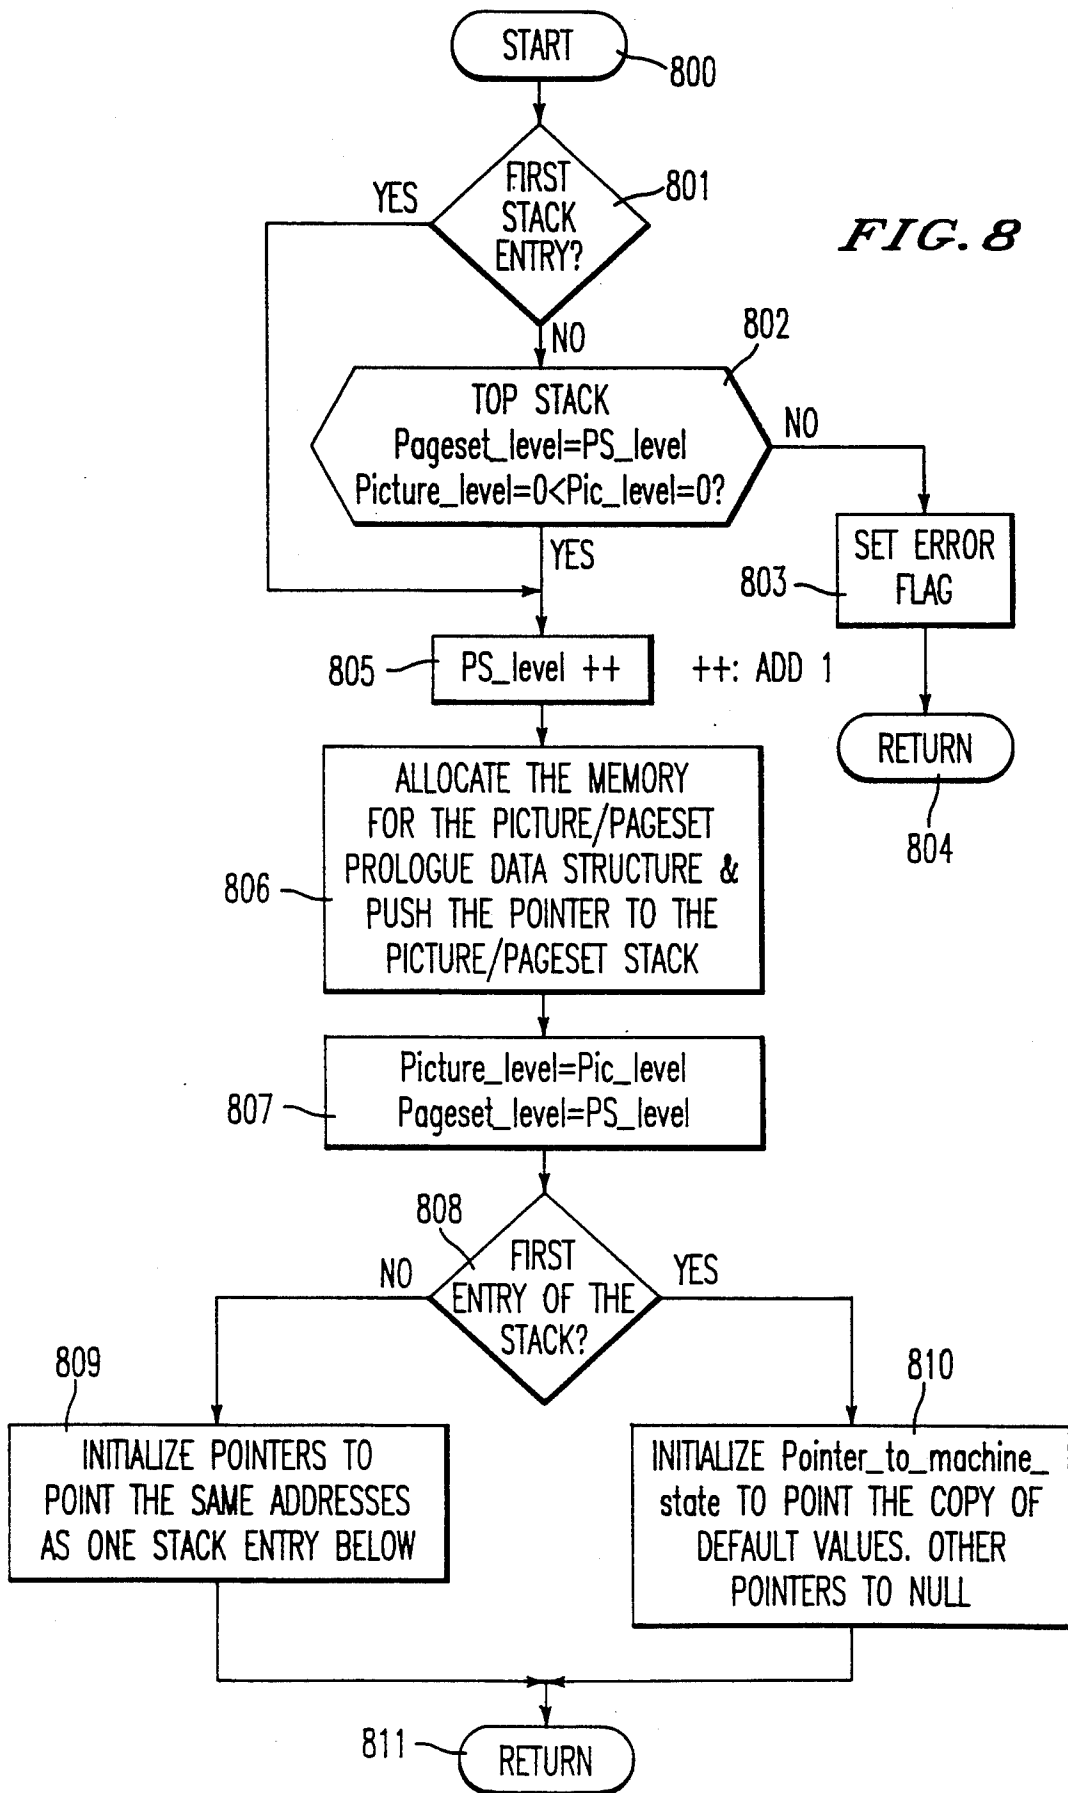 START
800
FIRST
STACK
ENTRY?
801
YES
FIG. 8
NO
802
TOP STACK
Pageset_level=PS_level
Picture_level=0<Pic_level=0?
NO
YES
SET ERROR
FLAG
803
805
PS_level ++
++: ADD 1
RETURN
804
ALLOCATE THE MEMORY
FOR THE PICTURE/PAGESET
PROLOGUE DATA STRUCTURE &
PUSH THE POINTER TO THE
PICTURE/PAGESET STACK
806
Picture_level=Pic_level
Pageset_level=PS_level
807
808
FIRST
ENTRY OF THE
STACK?
NO
YES
809
810
INITIALIZE POINTERS TO
POINT THE SAME ADDRESSES
AS ONE STACK ENTRY BELOW
INITIALIZE Pointer_to_machine_
state TO POINT THE COPY OF
DEFAULT VALUES. OTHER
POINTERS TO NULL
811
RETURN